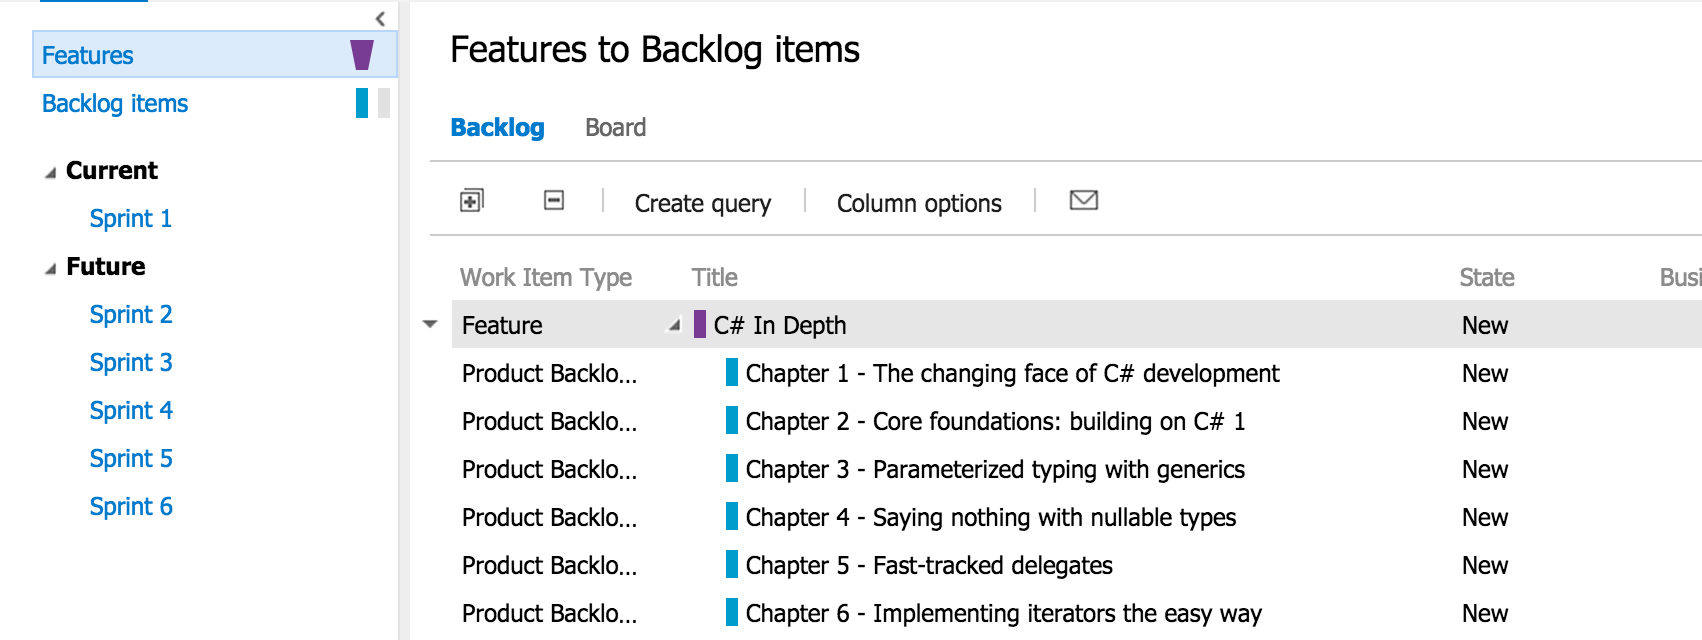 Features
Backlog items
Current
Sprint 1
Future
Sprint 2
Sprint 3
Sprint 4
Sprint 5
Sprint 6
Features to Backlog items
Backlog Board
Create query Column options
Work Item Type Title State Busi
Feature C# In Depth New
Product Backlo... Chapter 1 - The changing face of C# development New
Product Backlo... Chapter 2 - Core foundations: building on C# 1 New
Product Backlo... Chapter 3 - Parameterized typing with generics New
Product Backlo... Chapter 4 - Saying nothing with nullable types New
Product Backlo... Chapter 5 - Fast-tracked delegates New
Product Backlo... Chapter 6 - Implementing iterators the easy way New